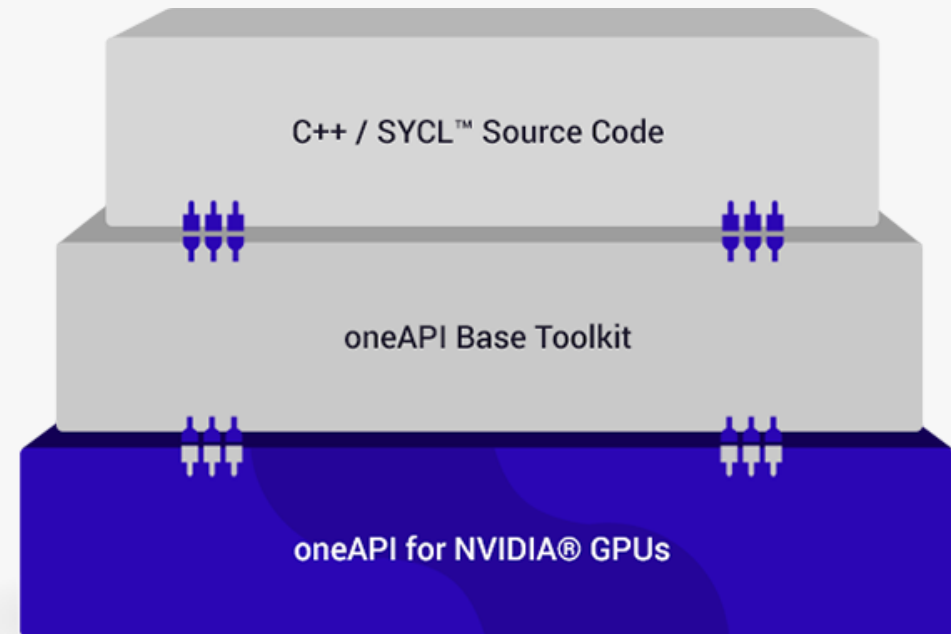 C++ / SYCL™ Source Code
oneAPI Base Toolkit
oneAPI for NVIDIA® GPUs